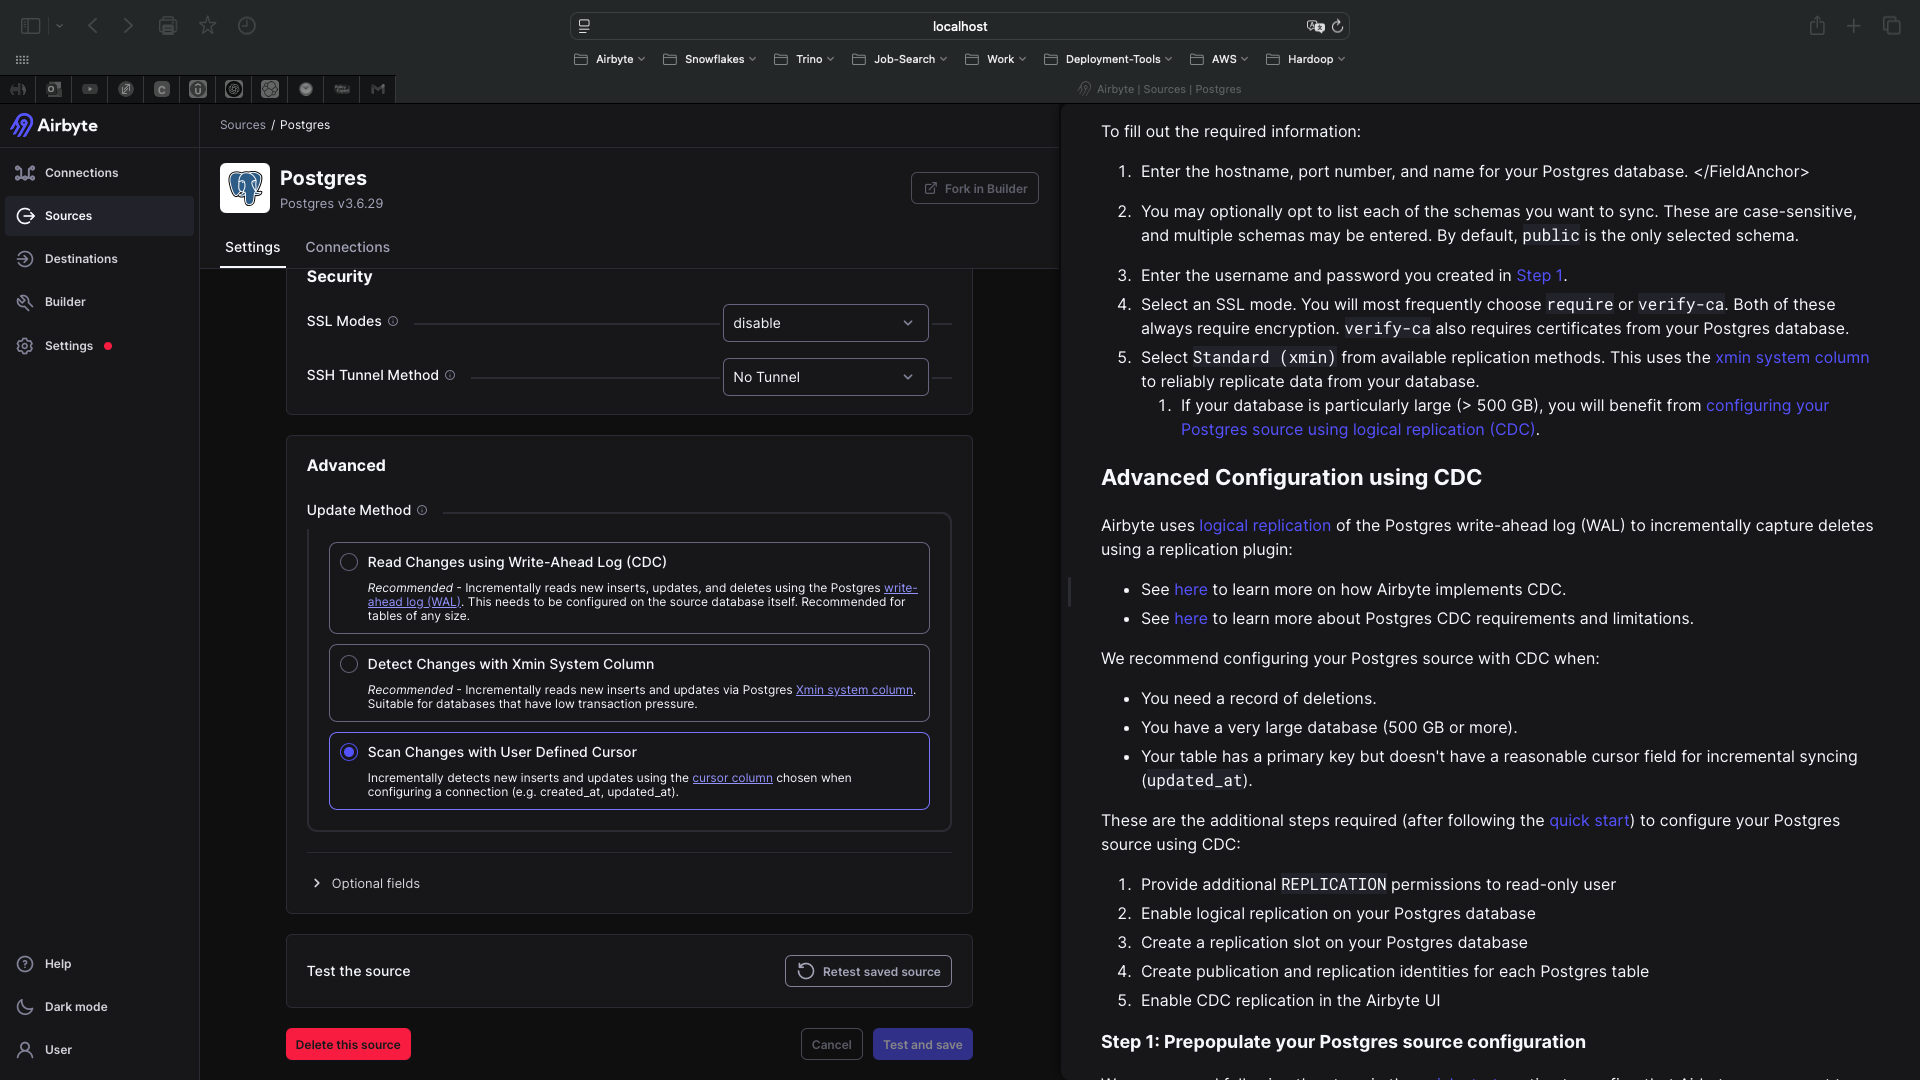 localhost
Airbyte
Snowflakes
Trino
Job-Search
Work
Deployment-Tools
AWS
Hardoop
Airbyte | Sources | Postgres
Airbyte
Connections
Sources
Destinations
Builder
Settings
Help
Dark mode
User
Sources / Postgres
Postgres
Postgres v3.6.29
Fork in Builder
Settings
Connections
Security
SSL Modes
disable
SSH Tunnel Method
No Tunnel
Advanced
Update Method
Read Changes using Write-Ahead Log (CDC)
Recommended - Incrementally reads new inserts, updates, and deletes using the Postgres write-
ahead log (WAL). This needs to be configured on the source database itself. Recommended for
tables of any size.
Detect Changes with Xmin System Column
Recommended - Incrementally reads new inserts and updates via Postgres Xmin system column.
Suitable for databases that have low transaction pressure.
Scan Changes with User Defined Cursor
Incrementally detects new inserts and updates using the cursor column chosen when
configuring a connection (e.g. created_at, updated_at).
Optional fields
Test the source
Retest saved source
Delete this source
Cancel
Test and save
To fill out the required information:
1. Enter the hostname, port number, and name for your Postgres database. </FieldAnchor>
2. You may optionally opt to list each of the schemas you want to sync. These are case-sensitive,
and multiple schemas may be entered. By default, public is the only selected schema.
3. Enter the username and password you created in Step 1.
4. Select an SSL mode. You will most frequently choose require or verify-ca. Both of these
always require encryption. verify-ca also requires certificates from your Postgres database.
5. Select Standard (xmin) from available replication methods. This uses the xmin system column
to reliably replicate data from your database.
1. If your database is particularly large (> 500 GB), you will benefit from configuring your
Postgres source using logical replication (CDC).
Advanced Configuration using CDC
Airbyte uses logical replication of the Postgres write-ahead log (WAL) to incrementally capture deletes
using a replication plugin:
• See here to learn more on how Airbyte implements CDC.
• See here to learn more about Postgres CDC requirements and limitations.
We recommend configuring your Postgres source with CDC when:
• You need a record of deletions.
• You have a very large database (500 GB or more).
• Your table has a primary key but doesn't have a reasonable cursor field for incremental syncing
(updated_at).
These are the additional steps required (after following the quick start) to configure your Postgres
source using CDC:
1. Provide additional REPLICATION permissions to read-only user
2. Enable logical replication on your Postgres database
3. Create a replication slot on your Postgres database
4. Create publication and replication identities for each Postgres table
5. Enable CDC replication in the Airbyte UI
Step 1: Prepopulate your Postgres source configuration